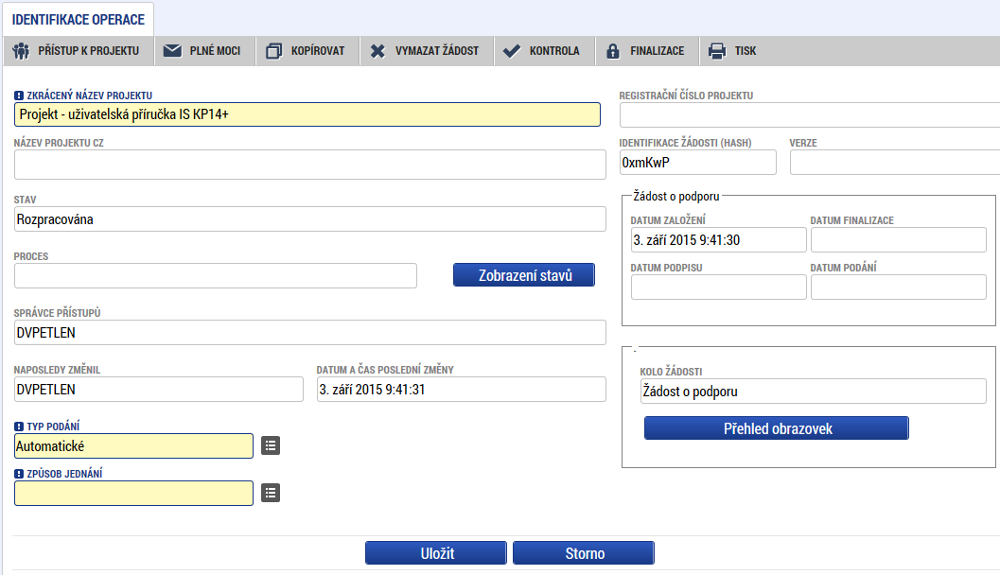 IDENTIFIKACE OPERACE
PŘÍSTUP K PROJEKTU PLNÉ MOCI KOPÍROVAT VYMAZAT ŽÁDOST KONTROLA FINALIZACE TISK
ZKRÁCENÝ NÁZEV PROJEKTU
Projekt - uživatelská příručka IS KP14+
REGISTRAČNÍ ČÍSLO PROJEKTU
NÁZEV PROJEKTU CZ
IDENTIFIKACE ŽÁDOSTI (HASH) VERZE
0xmKwP
STAV
Rozpracována
Žádost o podporu
DATUM ZALOŽENÍ DATUM FINALIZACE
3. září 2015 9:41:30
PROCES
Zobrazení stavů
DATUM PODPISU DATUM PODÁNÍ
SPRÁVCE PŘÍSTUPŮ
DVPETLEN
NAPOSLEDY ZMĚNIL DATUM A ČAS POSLEDNÍ ZMĚNY
DVPETLEN 3. září 2015 9:41:31
KOLO ŽÁDOSTI
Žádost o podporu
Přehled obrazovek
TYP PODÁNÍ
Automatické
ZPŮSOB JEDNÁNÍ
Uložit Storno